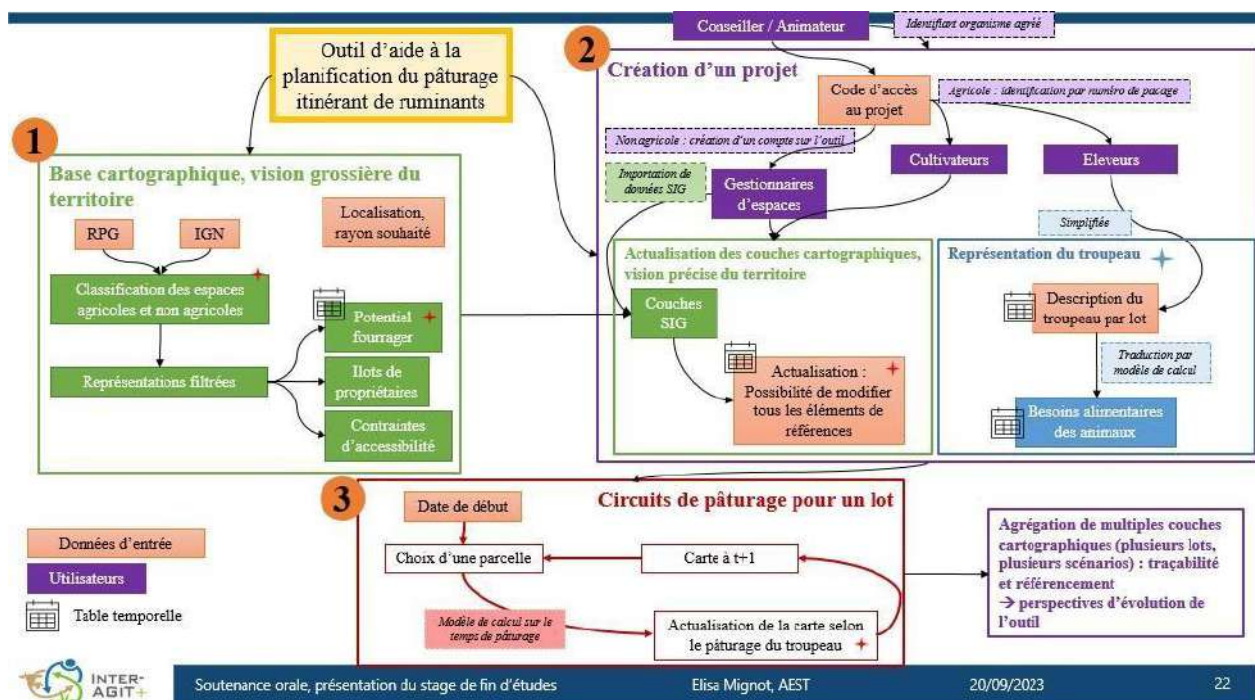 Conseiller / Animateur
Identifiant organisme agréé
Outil d'aide à la
planification du pâturage
itinérant de ruminants
2
Création d'un projet
Code d'accès
au projet
Agricole : identification par numéro de pacage
Non agricole : création d'un compte sur l'outil
Cultivateurs
Eleveurs
Importation de
données SIG
Gestionnaires
d'espaces
Simplifiée
1
Base cartographique, vision grossière du
territoire
RPG
IGN
Localisation,
rayon souhaité
Classification des espaces
agricoles et non agricoles
Potentiel
fourrager
Représentations filtrées
Ilots de
propriétaires
Contraintes
d'accessibilité
Actualisation des couches cartographiques,
vision précise du territoire
Couches
SIG
Actualisation :
Possibilité de modifier
tous les éléments de
références
Représentation du troupeau
Description du
troupeau par lot
Traduction par
modèle de calcul
Besoins alimentaires
des animaux
3
Circuits de pâturage pour un lot
Date de début
Choix d'une parcelle
Carte à t+1
Modèle de calcul sur le
temps de pâturage
Actualisation de la carte selon
le pâturage du troupeau
Agrégation de multiples couches
cartographiques (plusieurs lots,
plusieurs scénarios) : traçabilité
et référencement
→ perspectives d'évolution de
l'outil
Données d'entrée
Utilisateurs
Table temporelle
INTER-
AGIT+
Soutenance orale, présentation du stage de fin d'études
Elisa Mignot, AEST
20/09/2023
22